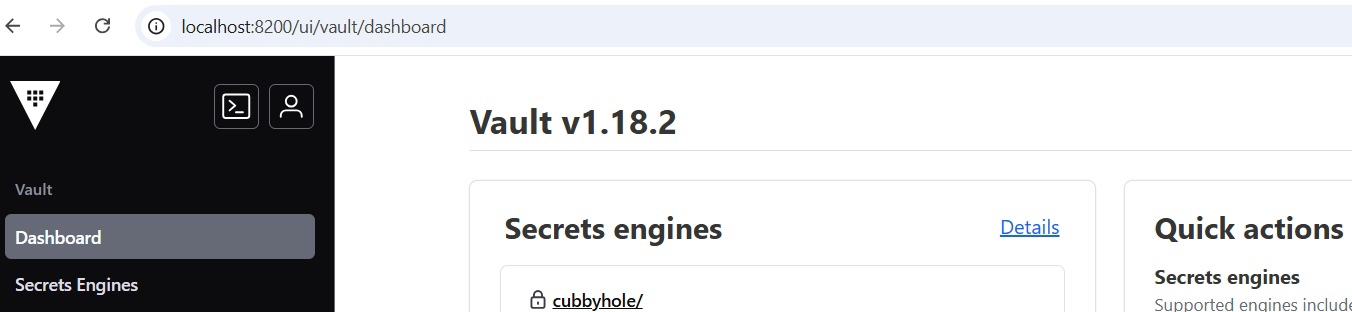 localhost:8200/ui/vault/dashboard
Vault v1.18.2
Vault
Dashboard
Secrets Engines
Secrets engines
Details
cubbyhole/
Quick actions
Secrets engines
Supported engines include